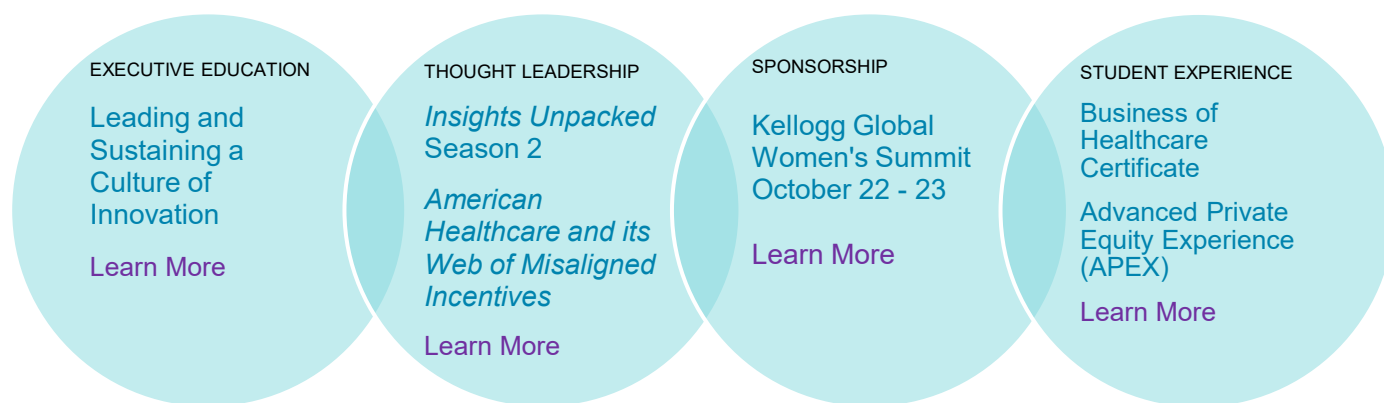 EXECUTIVE EDUCATION
Leading and
Sustaining a
Culture of
Innovation
Learn More
THOUGHT LEADERSHIP
Insights Unpacked
Season 2
American
Healthcare and its
Web of Misaligned
Incentives
Learn More
SPONSORSHIP
Kellogg Global
Women's Summit
October 22 - 23
Learn More
STUDENT EXPERIENCE
Business of
Healthcare
Certificate
Advanced Private
Equity Experience
(APEX)
Learn More